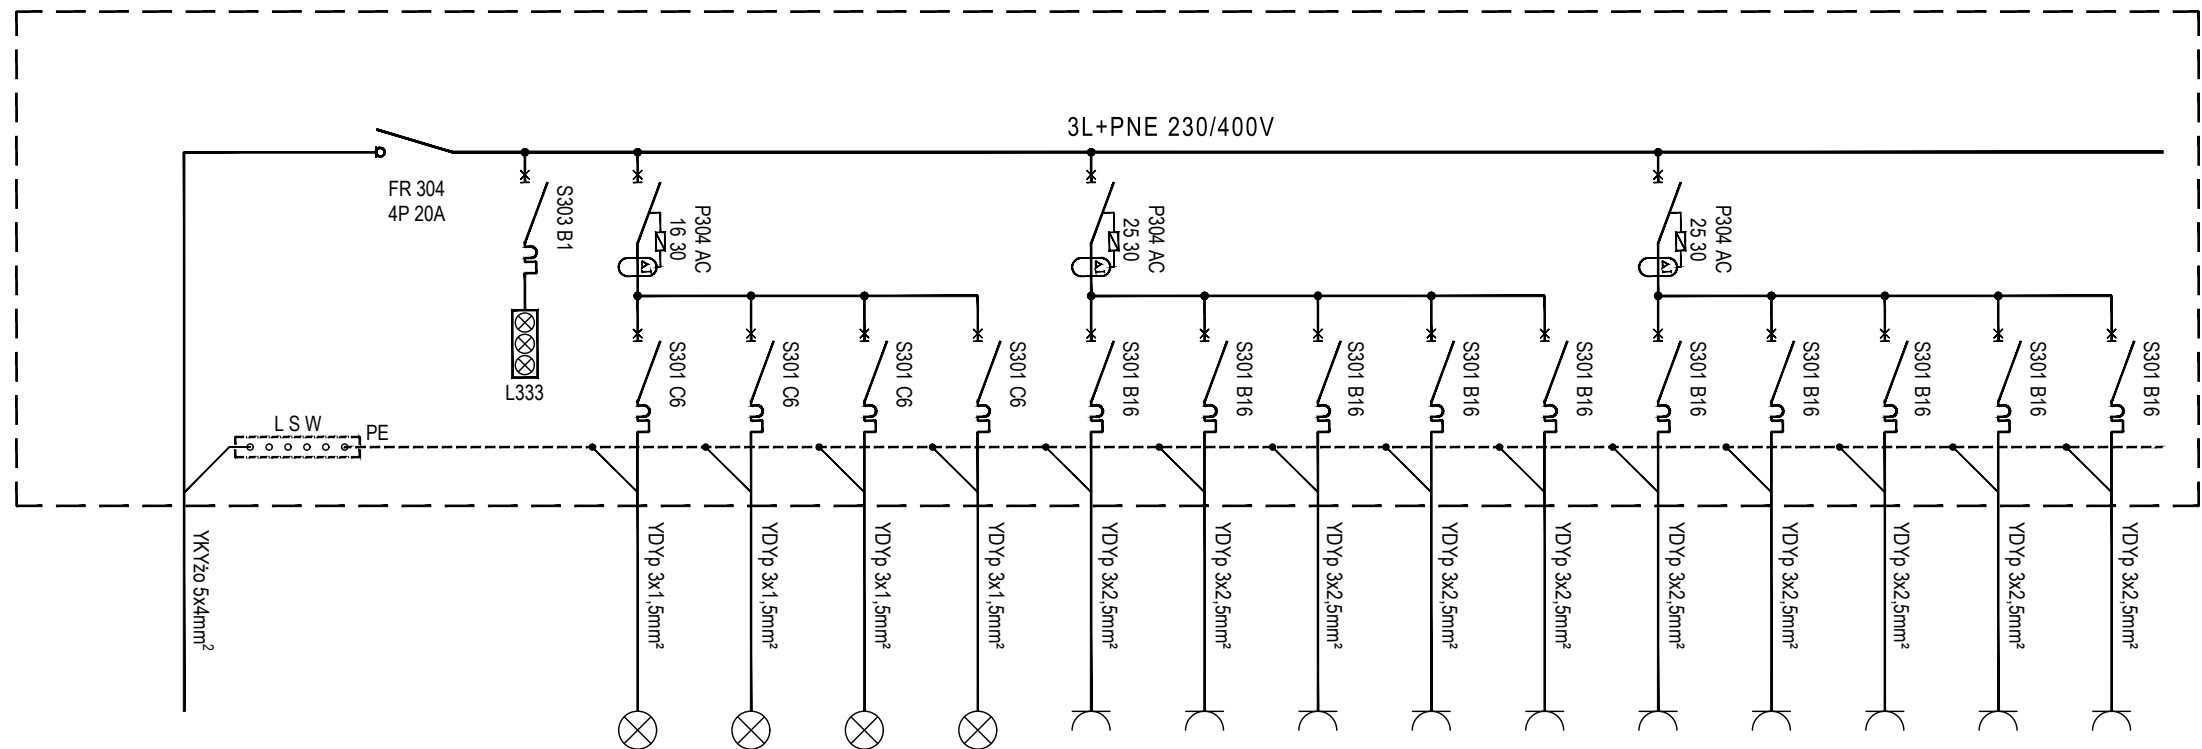 3L+PNE 230/400V
FR 304
4P 20A
S303 B1
P304 AC
16 30
P304 AC
25 30
P304 AC
25 30
L333
S301 C6
S301 C6
S301 C6
S301 C6
S301 B16
S301 B16
S301 B16
S301 B16
S301 B16
S301 B16
S301 B16
S301 B16
S301 B16
S301 B16
L S W
PE
YKYżo 5x4mm²
YDYp 3x1,5mm²
YDYp 3x1,5mm²
YDYp 3x1,5mm²
YDYp 3x1,5mm²
YDYp 3x2,5mm²
YDYp 3x2,5mm²
YDYp 3x2,5mm²
YDYp 3x2,5mm²
YDYp 3x2,5mm²
YDYp 3x2,5mm²
YDYp 3x2,5mm²
YDYp 3x2,5mm²
YDYp 3x2,5mm²
YDYp 3x2,5mm²